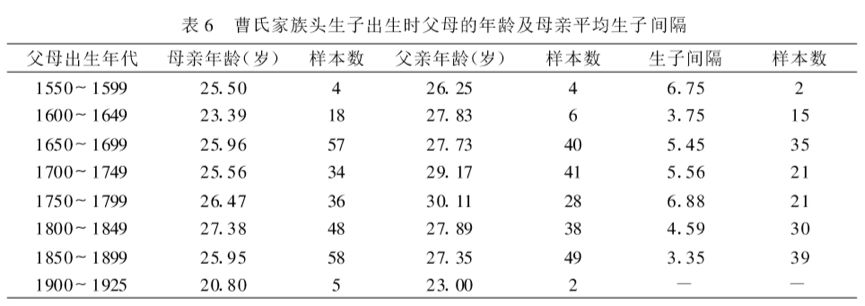 表 6 曹氏家族头生子出生时父母的年龄及母亲平均生子间隔
父母出生年代 母亲年龄(岁) 样本数 父亲年龄(岁) 样本数 生子间隔 样本数
1550~1599 25.50 4 26.25 4 6.75 2
1600~1649 23.39 18 27.83 6 3.75 15
1650~1699 25.96 57 27.73 40 5.45 35
1700~1749 25.56 34 29.17 41 5.56 21
1750~1799 26.47 36 30.11 28 6.88 21
1800~1849 27.38 48 27.89 38 4.59 30
1850~1899 25.95 58 27.35 49 3.35 39
1900~1925 20.80 5 23.00 2 — —